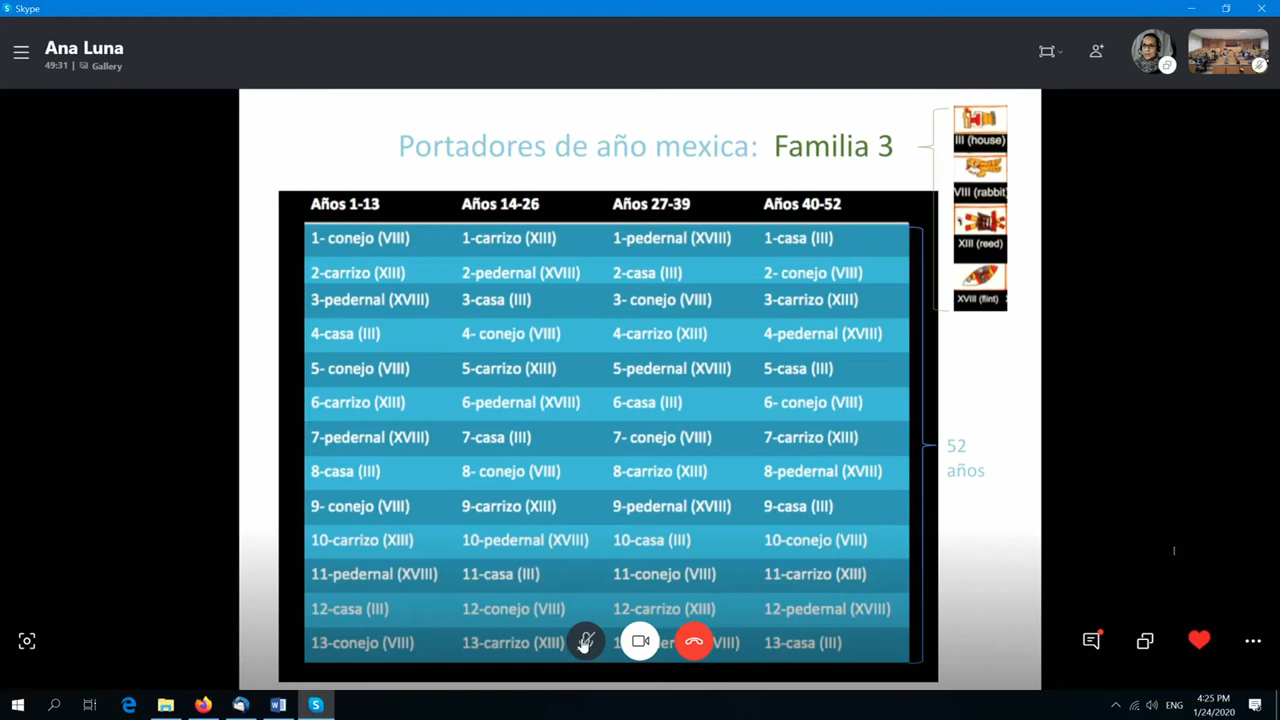 Skype
Ana Luna
49:31 | Gallery
Portadores de año mexica: Familia 3
III (house)
VIII (rabbit)
XIII (reed)
XVIII (flint)
Años 1-13 Años 14-26 Años 27-39 Años 40-52
1- conejo (VIII) 1-carrizo (XIII) 1-pedernal (XVIII) 1-casa (III)
2-carrizo (XIII) 2-pedernal (XVIII) 2-casa (III) 2- conejo (VIII)
3-pedernal (XVIII) 3-casa (III) 3- conejo (VIII) 3-carrizo (XIII)
4-casa (III) 4- conejo (VIII) 4-carrizo (XIII) 4-pedernal (XVIII)
5- conejo (VIII) 5-carrizo (XIII) 5-pedernal (XVIII) 5-casa (III)
6-carrizo (XIII) 6-pedernal (XVIII) 6-casa (III) 6- conejo (VIII)
7-pedernal (XVIII) 7-casa (III) 7- conejo (VIII) 7-carrizo (XIII)
8-casa (III) 8- conejo (VIII) 8-carrizo (XIII) 8-pedernal (XVIII)
9- conejo (VIII) 9-carrizo (XIII) 9-pedernal (XVIII) 9-casa (III)
10-carrizo (XIII) 10-pedernal (XVIII) 10-casa (III) 10-conejo (VIII)
11-pedernal (XVIII) 11-casa (III) 11-conejo (VIII) 11-carrizo (XIII)
12-casa (III) 12-conejo (VIII) 12-carrizo (XIII) 12-pedernal (XVIII)
13-conejo (VIII) 13-carrizo (XIII) 13-casa (III)
52
años
ENG
4:25 PM
1/24/2020